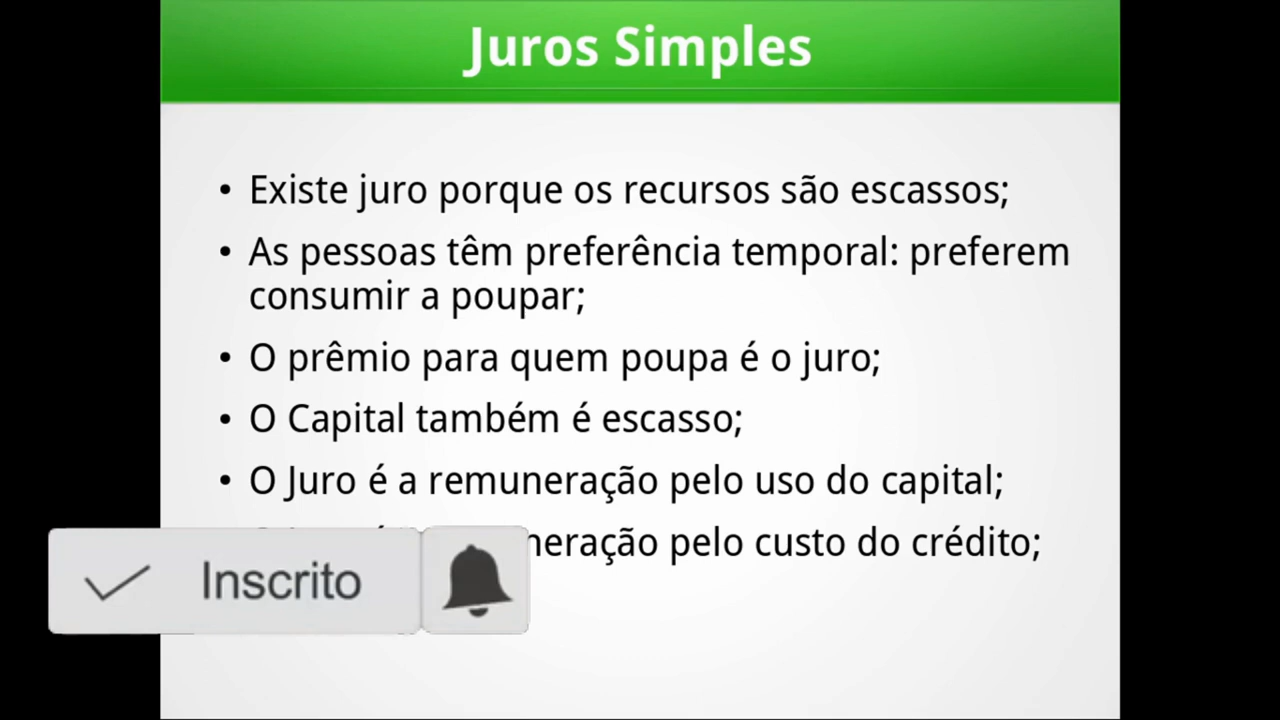 Juros Simples
• Existe juro porque os recursos são escassos;
• As pessoas têm preferência temporal: preferem
consumir a poupar;
• O prêmio para quem poupa é o juro;
• O Capital também é escasso;
• O Juro é a remuneração pelo uso do capital;
neração pelo custo do crédito;
Inscrito